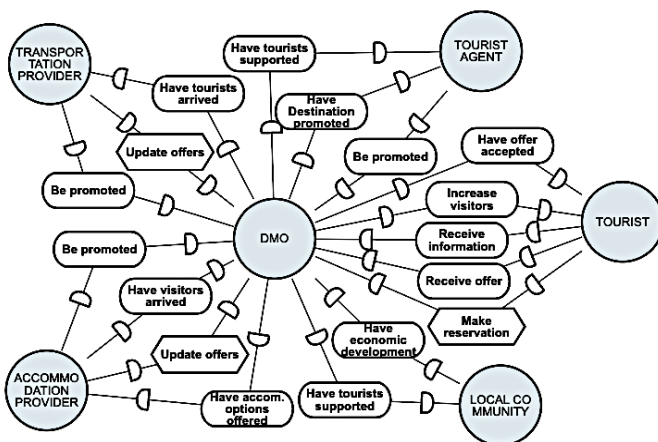 TRANSPOR
TATION
PROVIDER
Have tourists
supported
TOURIST
AGENT
Have tourists
arrived
Have
Destination
promoted
Update offers
Be promoted
Have offer
accepted
Be promoted
Increase
visitors
DMO
TOURIST
Receive
information
Be promoted
Receive offer
Have visitors
arrived
Make
reservation
Have
economic
development
Update offers
ACCOMMO
DATION
PROVIDER
Have accom.
options
offered
Have tourists
supported
LOCAL CO
MMUNITY